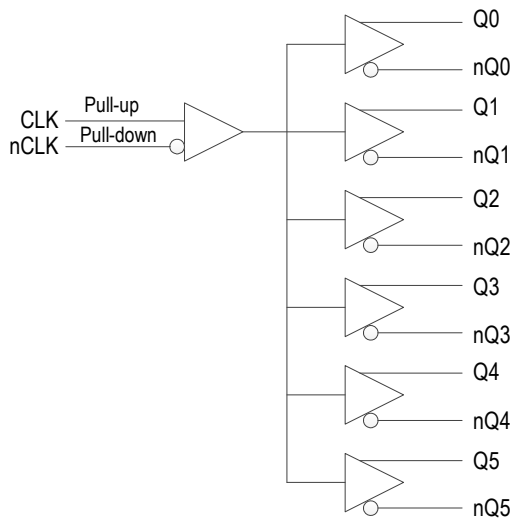 Q0
nQ0
Q1
Pull-up
CLK
Pull-down
nCLK
nQ1
Q2
nQ2
Q3
nQ3
Q4
nQ4
Q5
nQ5